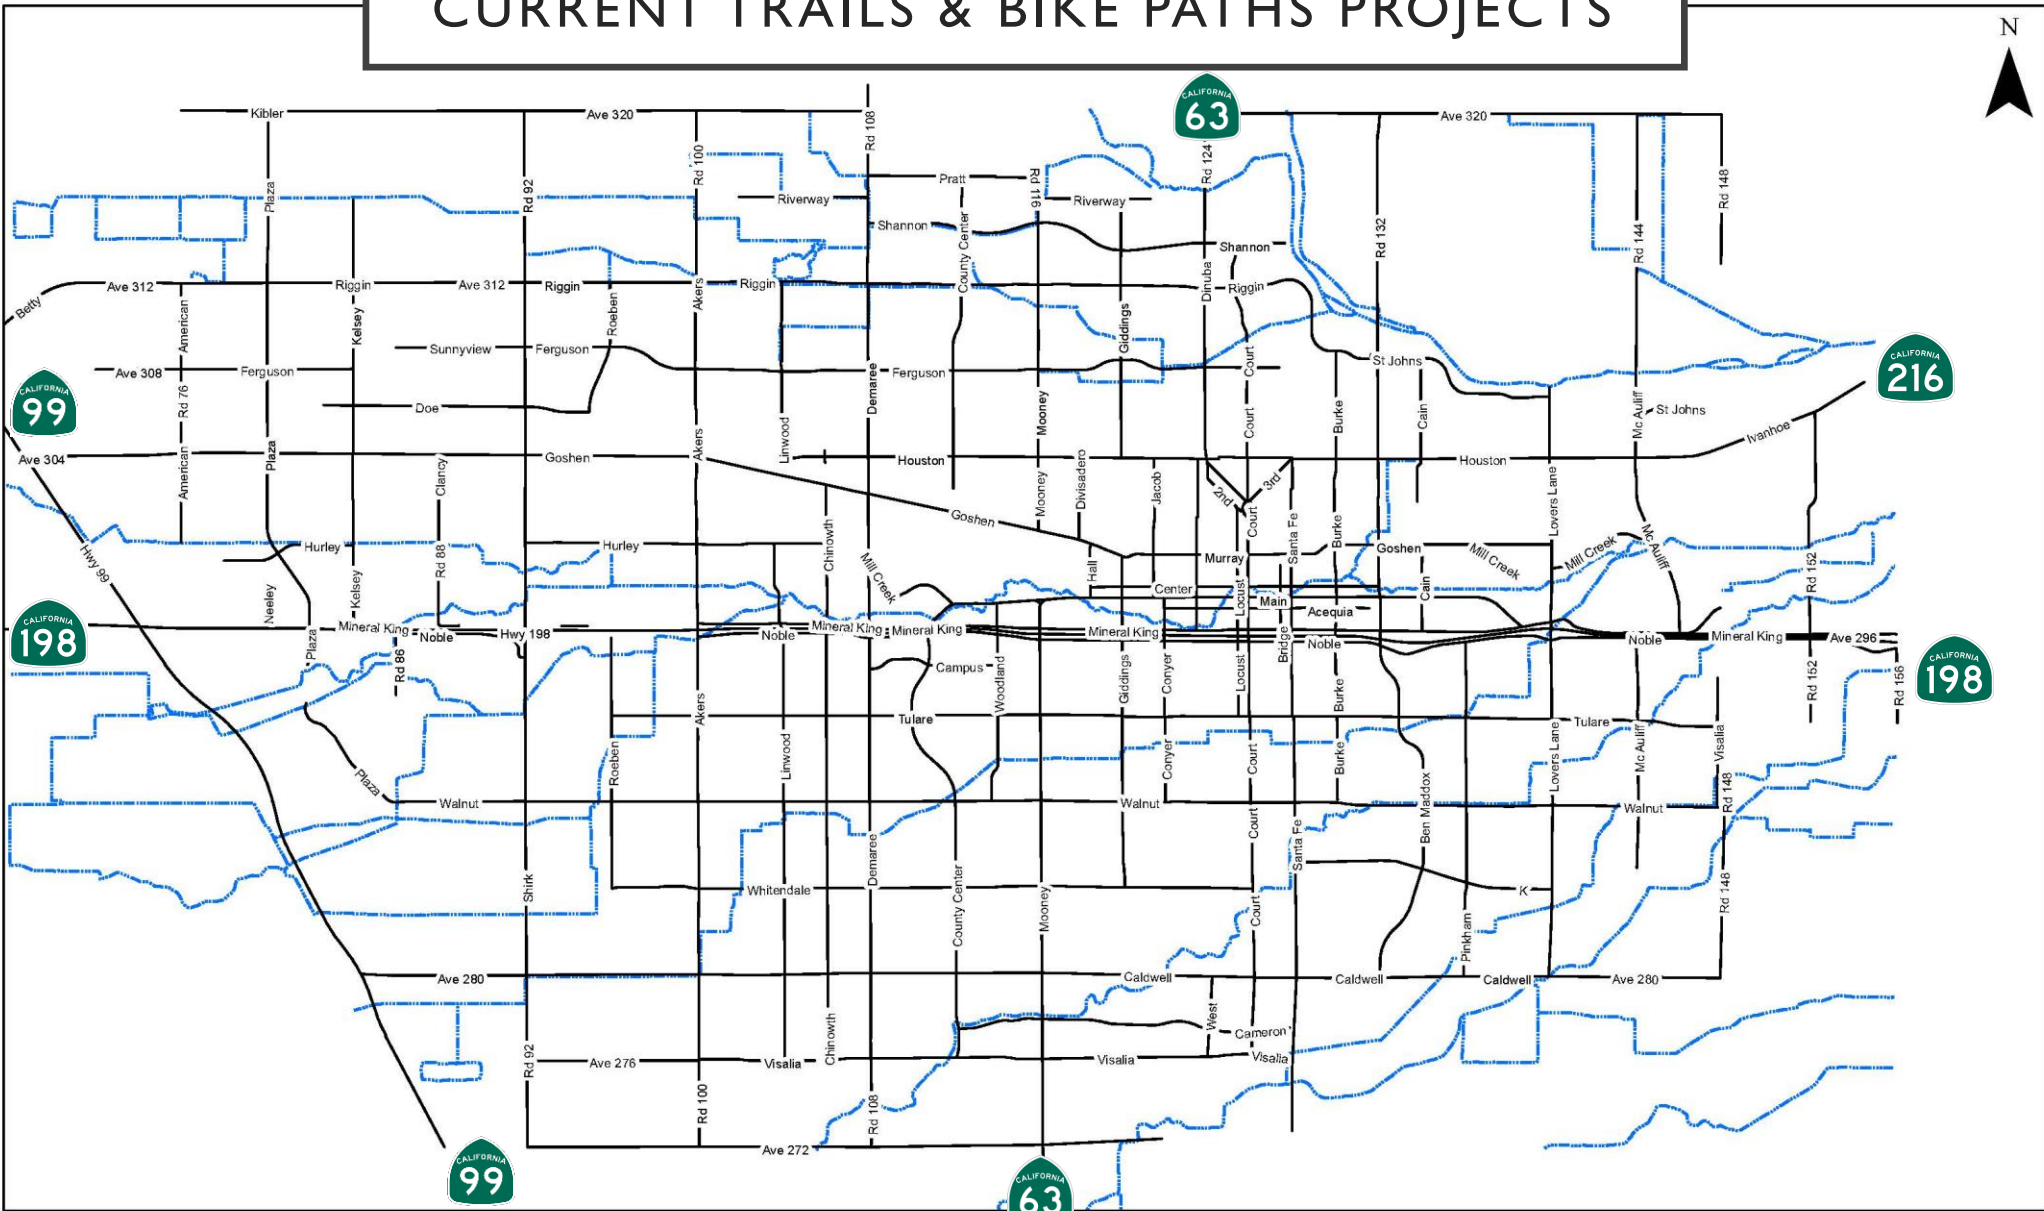 CURRENT TRAILS & BIKE PATHS PROJECTS
N
CALIFORNIA
63
Kibler
Ave 320
Rd 108
Ave 320
Rd 100
Rd 124
Plaza
Rd 92
Pratt
Rd 116
Riverway
Riverway
Rd 148
Shannon
County Center
Shannon
Rd 132
Rd 144
Betty
Ave 312
Riggin
Ave 312
Riggin
Akers
Riggin
Dinuba
Riggin
American
Kelsey
Roeben
Giddings
Sunnyview
Ferguson
Court
St Johns
CALIFORNIA
216
Ave 308
Ferguson
Demaree
Ferguson
CALIFORNIA
99
Rd 76
Doe
Linwood
Mooney
Court
Burke
Cain
Mc Auliff
St Johns
Ivanhoe
Ave 304
American
Plaza
Goshen
Akers
Houston
Houston
Clancy
Mooney
Divisadero
Jacob
2nd
3rd
Lovers Lane
Goshen
Court
Santa Fe
Burke
Hwy 99
Hurley
Hurley
Chinowth
Mill Creek
Murray
Goshen
Mill Creek
Mill Creek
Mc Auliff
Neeley
Kelsey
Rd 88
Hall
Center
Locust
Main
Acequia
Cain
Rd 152
CALIFORNIA
198
Plaza
Mineral King
Noble
Hwy 198
Noble
Mineral King
Mineral King
Mineral King
Bridge
Noble
Noble
Mineral King
Ave 296
Rd 86
Campus
Woodland
Giddings
Conyer
Locust
Burke
Rd 152
Rd 156
CALIFORNIA
198
Akers
Tulare
Tulare
Plaza
Roeben
Linwood
Conyer
Court
Burke
Lovers Lane
Mc Auliff
Visalia
Walnut
Walnut
Court
Ben Maddox
Walnut
Rd 148
Shirk
Whitendale
Demaree
County Center
Mooney
Court
Santa Fe
K
Pinkham
Rd 148
Ave 280
Caldwell
Caldwell
Caldwell
Ave 280
Chinowth
West
Cameron
Rd 92
Ave 276
Visalia
Visalia
Visalia
Rd 100
Rd 108
Ave 272
CALIFORNIA
99
CALIFORNIA
63